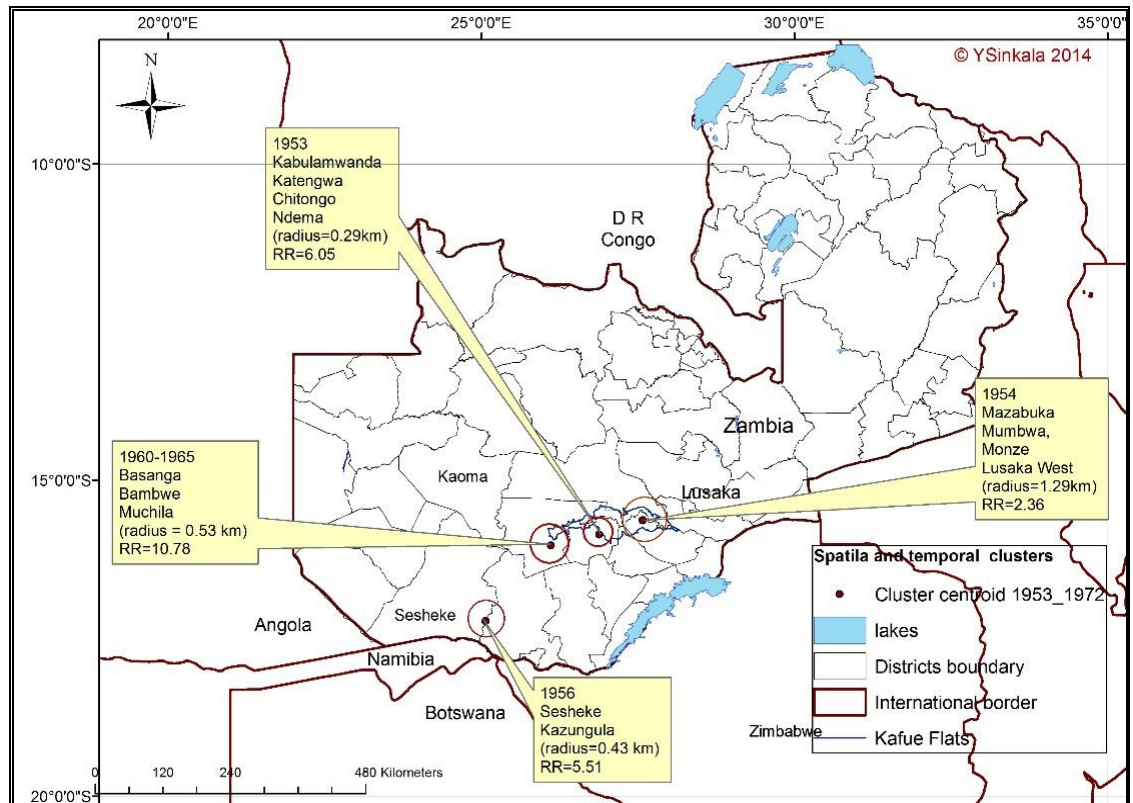 20°0'0"E
25°0'0"E
30°0'0"E
35°0'0"
N
© YSinkala 2014
10°0'0"S
15°0'0"S
20°0'0"S
1953
Kabulamwanda
Katengwa
Chitongo
Ndema
(radius=0.29km)
RR=6.05
D R
Congo
1954
Mazabuka
Mumbwa,
Monze
Lusaka West
(radius=1.29km)
RR=2.36
Zambia
1960-1965
Basanga
Bambwe
Muchila
(radius = 0.53 km)
RR=10.78
Kaoma
Lusaka
Sesheke
Angola
Namibia
Botswana
Zimbabwe
1956
Sesheke
Kazungula
(radius=0.43 km)
RR=5.51
Spatila and temporal clusters
Cluster centroid 1953_1972
lakes
Districts boundary
International border
Kafue Flats
0 120 240 480 Kilometers